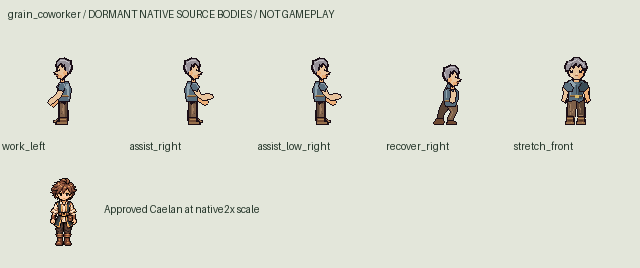 grain_coworker / DORMANT NATIVE SOURCE BODIES / NOT GAMEPLAY
work_left
assist_right
assist_low_right
recover_right
stretch_front
Approved Caelan at native2x scale